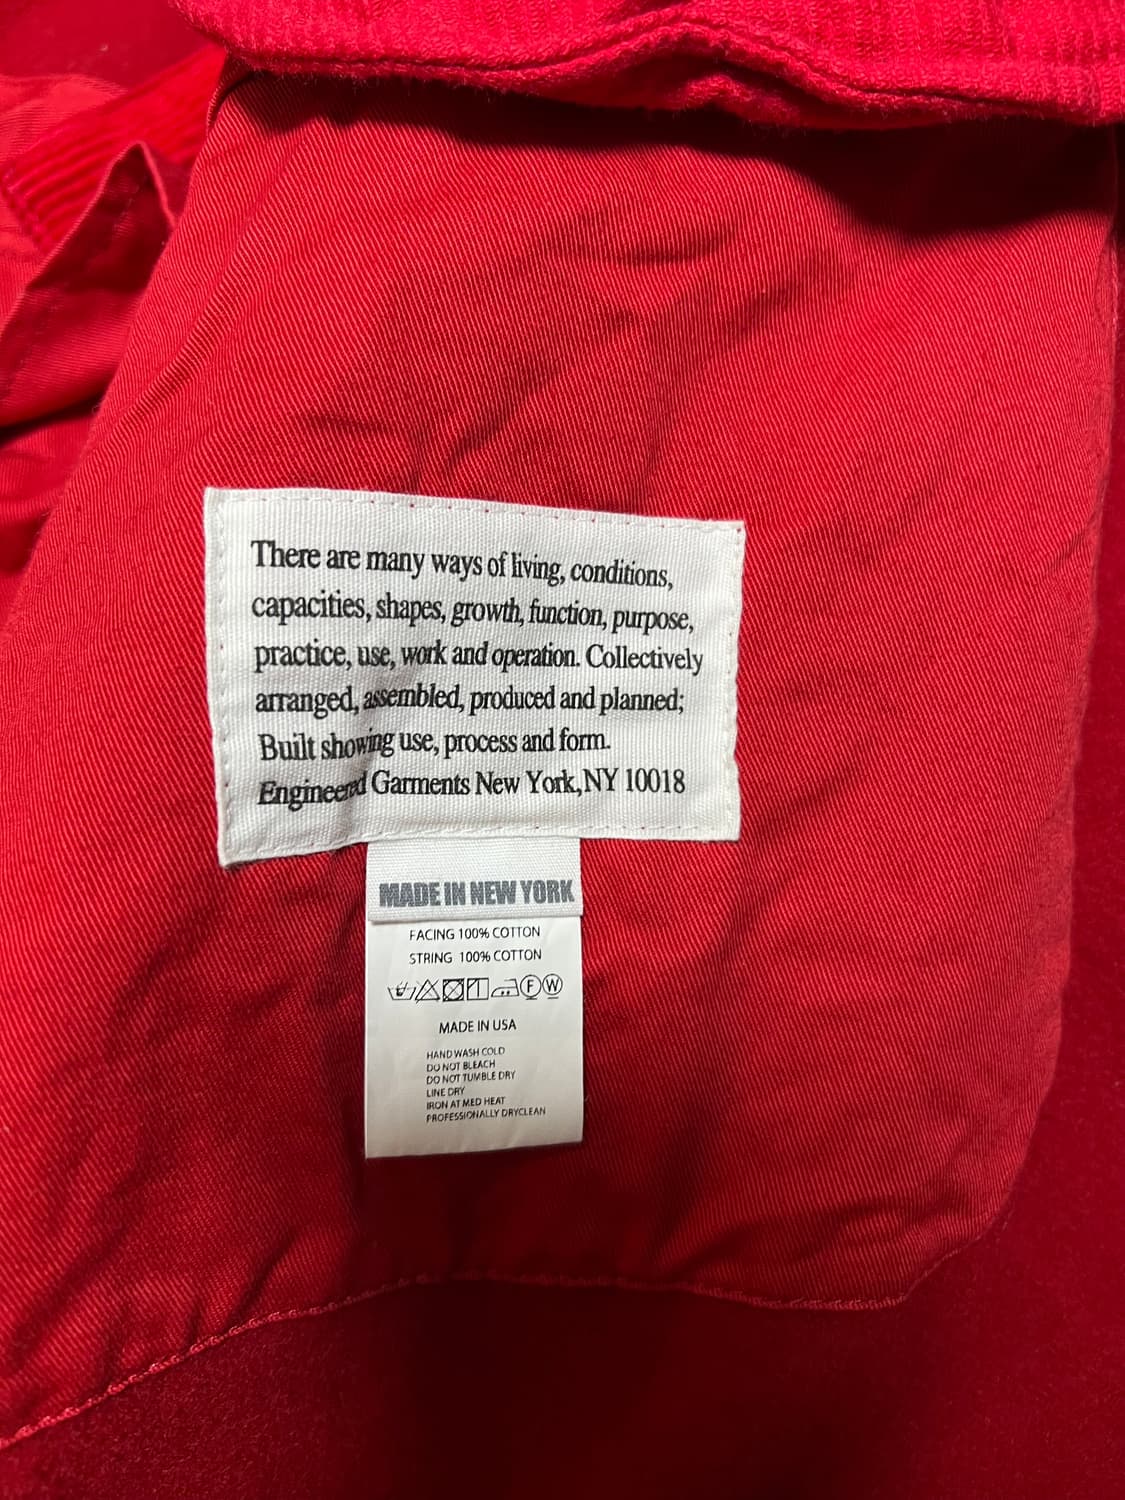 There are many ways of living, conditions,
capacities, shapes, growth, function, purpose,
practice, use, work and operation. Collectively
arranged, assembled, produced and planned;
Built showing use, process and form.
Engineered Garments New York, NY 10018
MADE IN NEW YORK
FACING 100% COTTON
STRING 100% COTTON
F W
MADE IN USA
HAND WASH COLD
DO NOT BLEACH
DO NOT TUMBLE DRY
LINE DRY
IRON AT MED HEAT
PROFESSIONALLY DRYCLEAN